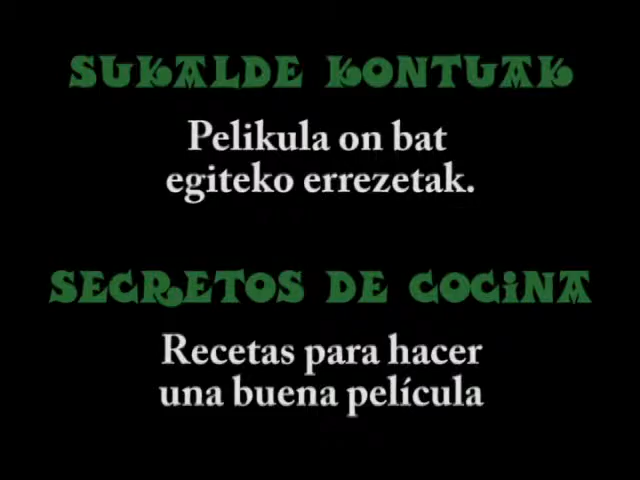 SUKALDE KONTUAK
Pelikula on bat
egiteko errezetak.
SECRETOS DE COCiNA
Recetas para hacer
una buena película